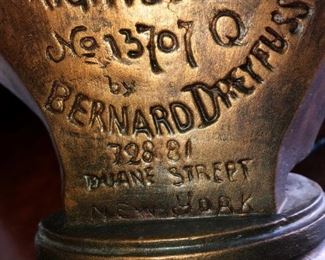 No 13707 Q
by
BERNARD DREYFUSS
728 81
DUANE STREET
NEW YORK